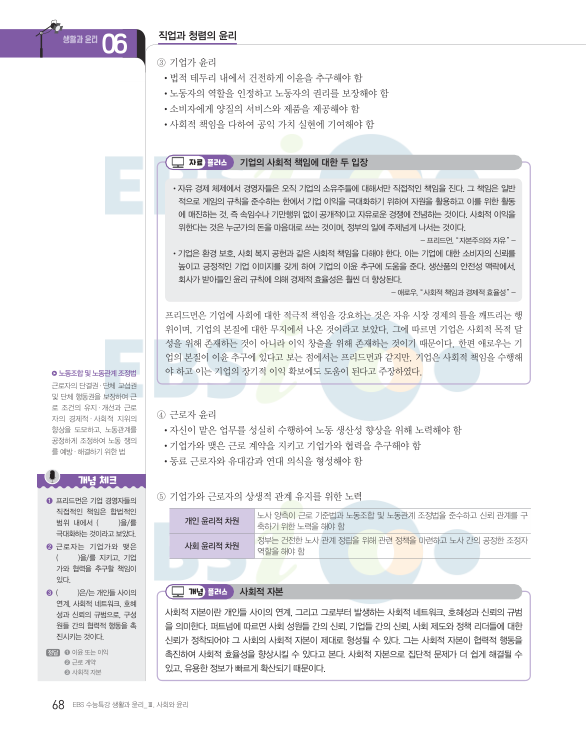 생활과 윤리 06
직업과 청렴의 윤리
③ 기업가 윤리
• 법적 테두리 내에서 건전하게 이윤을 추구해야 함
• 노동자의 역할을 인정하고 노동자의 권리를 보장해야 함
• 소비자에게 양질의 서비스와 제품을 제공해야 함
• 사회적 책임을 다하여 공익 가치 실현에 기여해야 함
자료 플러스 기업의 사회적 책임에 대한 두 입장
• 자유 경제 체제에서 경영자들은 오직 기업의 소유주들에 대해서만 직접적인 책임을 진다. 그 책임은 일반
적으로 게임의 규칙을 준수하는 한에서 기업 이익을 극대화하기 위하여 자원을 활용하고 이를 위한 활동
에 매진하는 것, 즉 속임수나 기만행위 없이 공개적이고 자유로운 경쟁에 전념하는 것이다. 사회적 이익을
위한다는 것은 누군가의 돈을 마음대로 쓰는 것이며, 정부의 일에 주제넘게 나서는 것이다.
– 프리드먼, “자본주의와 자유” –
• 기업은 환경 보호, 사회 복지 공헌과 같은 사회적 책임을 다해야 한다. 이는 기업에 대한 소비자의 신뢰를
높이고 긍정적인 기업 이미지를 갖게 하여 기업의 이윤 추구에 도움을 준다. 생산품의 안전성 맥락에서,
회사가 받아들인 윤리 규칙에 의해 경제적 효율성은 훨씬 더 향상된다.
– 애로우, “사회적 책임과 경제적 효율성” –
프리드먼은 기업에 사회에 대한 적극적 책임을 강요하는 것은 자유 시장 경제의 틀을 깨뜨리는 행
위이며, 기업의 본질에 대한 무지에서 나온 것이라고 보았다. 그에 따르면 기업은 사회적 목적 달
성을 위해 존재하는 것이 아니라 이익 창출을 위해 존재하는 것이기 때문이다. 한편 애로우는 기
업의 본질이 이윤 추구에 있다고 보는 점에서는 프리드먼과 같지만, 기업은 사회적 책임을 수행해
야 하고 이는 기업의 장기적 이익 확보에도 도움이 된다고 주장하였다.
노동조합 및 노동관계 조정법
근로자의 단결권·단체 교섭권
및 단체 행동권을 보장하며 근
로 조건의 유지·개선과 근로
자의 경제적·사회적 지위의
향상을 도모하고, 노동관계를
공정하게 조정하여 노동 쟁의
를 예방·해결하기 위한 법
④ 근로자 윤리
• 자신이 맡은 업무를 성실히 수행하여 노동 생산성 향상을 위해 노력해야 함
• 기업가와 맺은 근로 계약을 지키고 기업가와 협력을 추구해야 함
• 동료 근로자와 유대감과 연대 의식을 형성해야 함
⑤ 기업가와 근로자의 상생적 관계 유지를 위한 노력
개인 윤리적 차원
노사 양측이 근로 기준법과 노동조합 및 노동관계 조정법을 준수하고 신뢰 관계를 구
축하기 위한 노력을 해야 함
사회 윤리적 차원
정부는 건전한 노사 관계 정립을 위해 관련 정책을 마련하고 노사 간의 공정한 조정자
역할을 해야 함
개념 체크
❶ 프리드먼은 기업 경영자들의
직접적인 책임은 합법적인
범위 내에서 ( )을/를
극대화하는 것이라고 보았다.
❷ 근로자는 기업가와 맺은
( )을/를 지키고, 기업
가와 협력을 추구할 책임이
있다.
❸ ( )은/는 개인들 사이의
연계, 사회적 네트워크, 호혜
성과 신뢰의 규범으로, 구성
원들 간의 협력적 행동을 촉
진시키는 것이다.
정답 ❶ 이윤 또는 이익
❷ 근로 계약
❸ 사회적 자본
개념 플러스 사회적 자본
사회적 자본이란 개인들 사이의 연계, 그리고 그로부터 발생하는 사회적 네트워크, 호혜성과 신뢰의 규범
을 의미한다. 퍼트넘에 따르면 사회 성원들 간의 신뢰, 기업들 간의 신뢰, 사회 제도와 정책 리더들에 대한
신뢰가 정착되어야 그 사회의 사회적 자본이 제대로 형성될 수 있다. 그는 사회적 자본이 협력적 행동을
촉진하여 사회적 효율성을 향상시킬 수 있다고 본다. 사회적 자본으로 집단적 문제가 더 쉽게 해결될 수
있고, 유용한 정보가 빠르게 확산되기 때문이다.
68 EBS 수능특강 생활과 윤리_ Ⅲ. 사회와 윤리